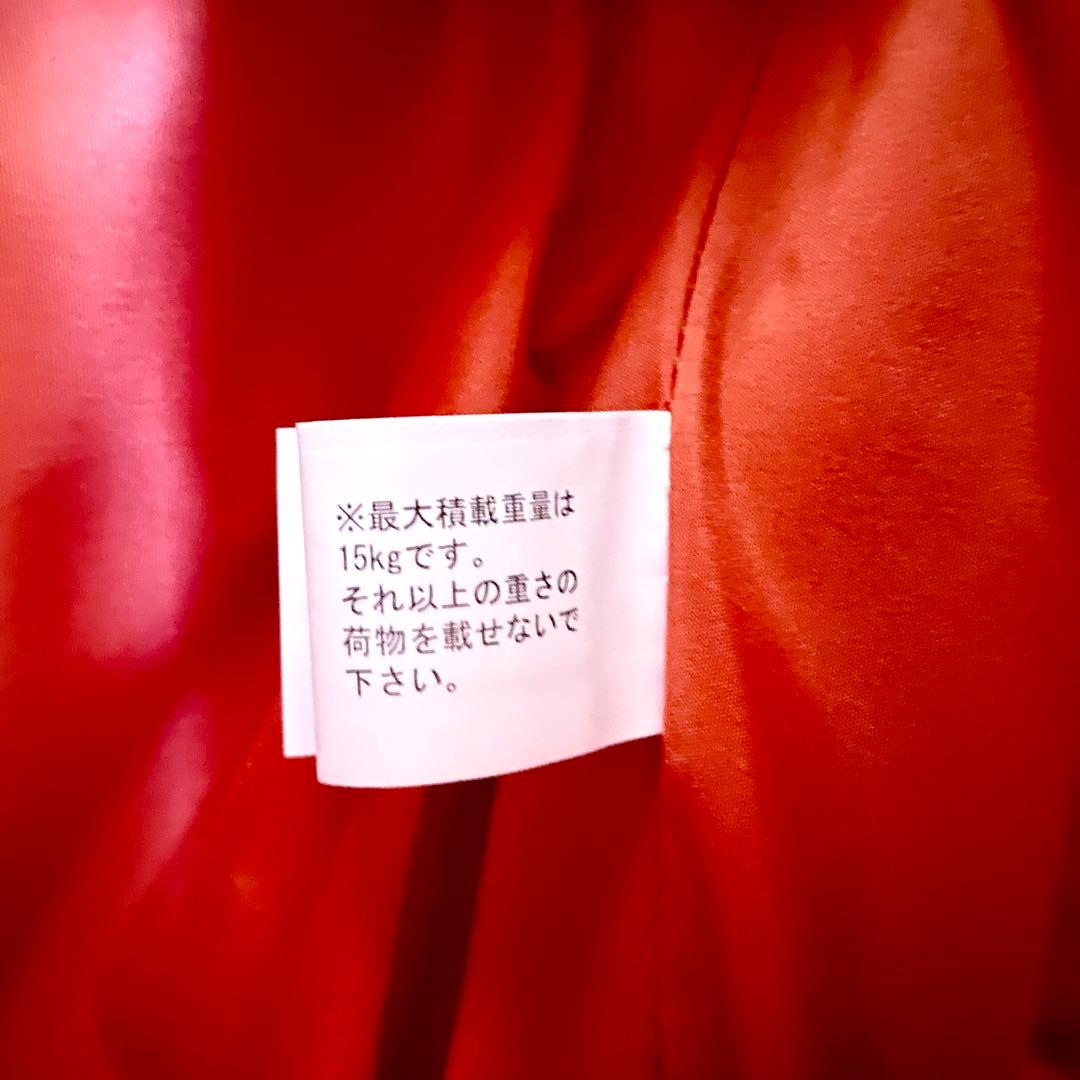 ※最大積載重量は
15kgです。
それ以上の重さの
荷物を載せないで
下さい。